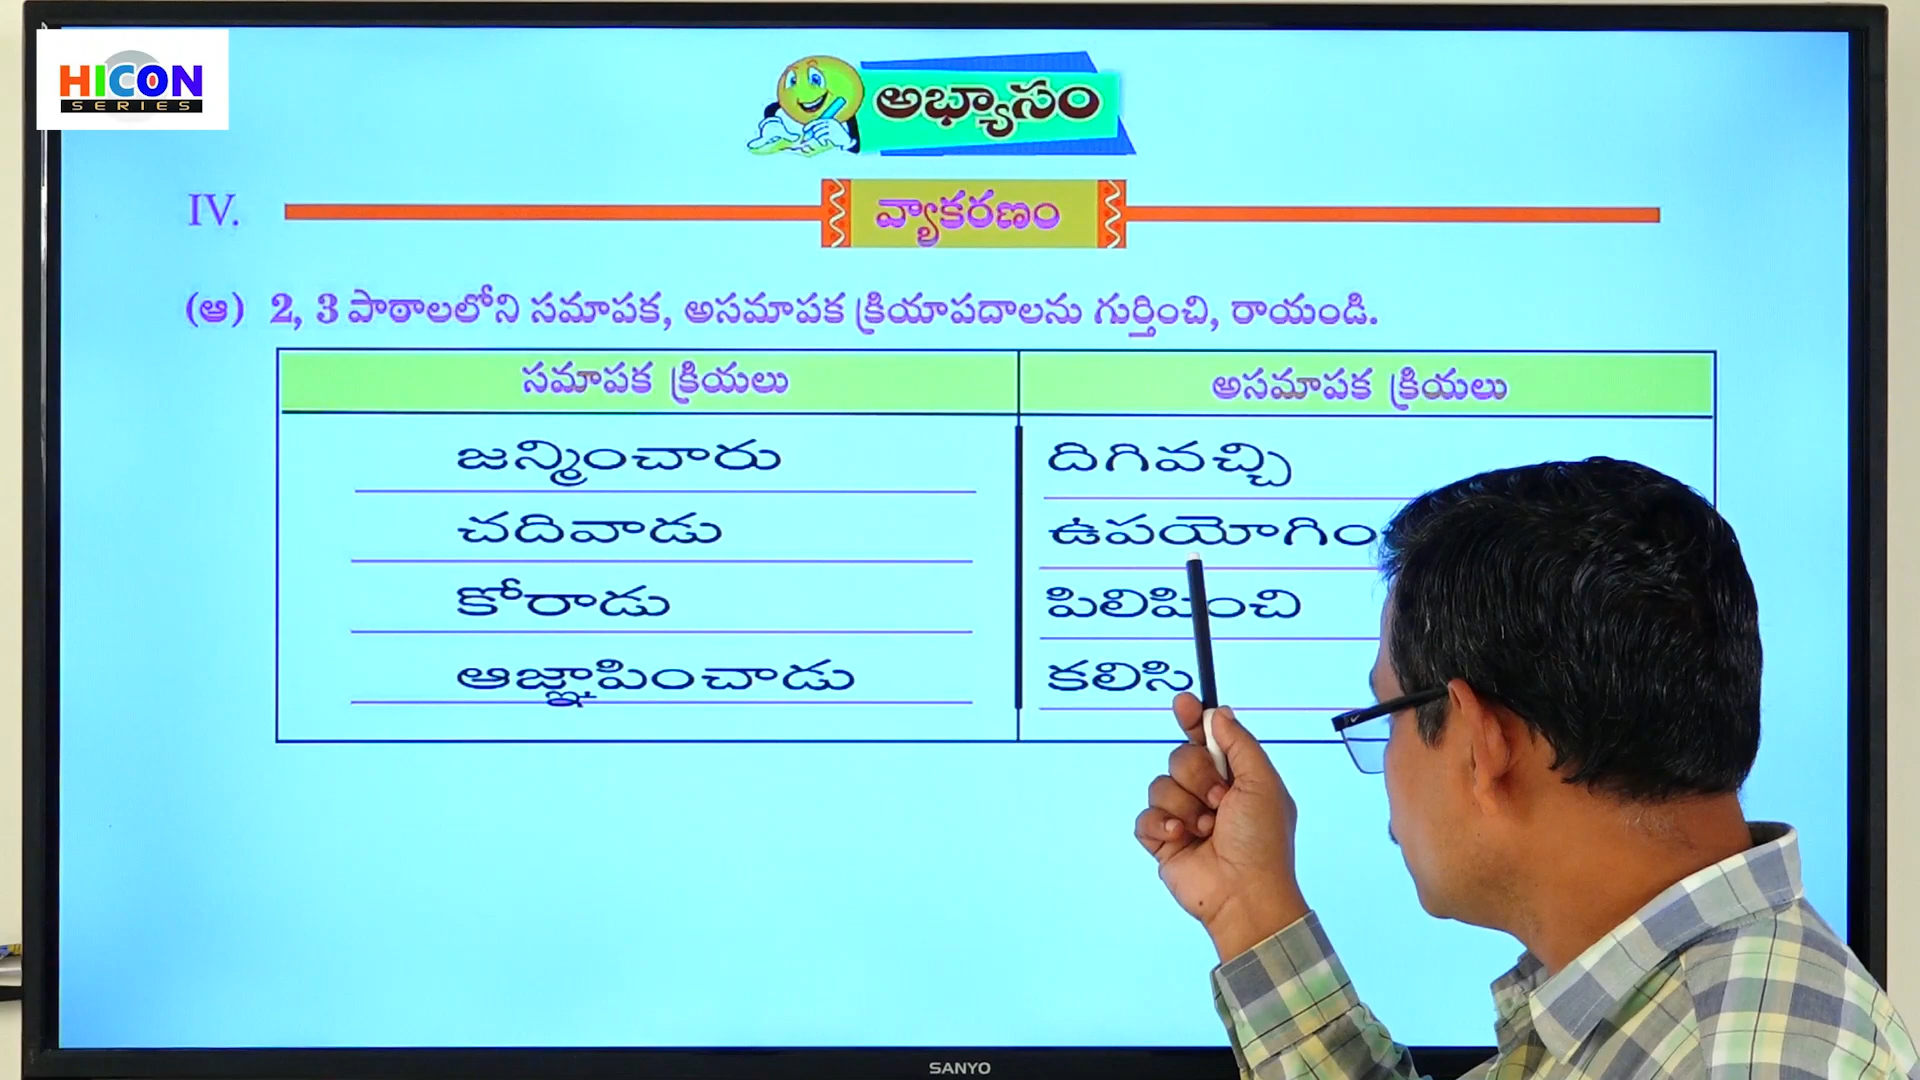 HICON
SERIES
అభ్యాసం
IV.
వ్యాకరణం
(ఆ) 2, 3 పాఠాలలోని సమాపక, అసమాపక క్రియాపదాలను గుర్తించి, రాయండి.
సమాపక క్రియలు అసమాపక క్రియలు
జన్మించారు దిగివచ్చి
చదివాడు
కోరాడు పిలిపించి
ఆజ్ఞాపించాడు కలిసి
SANYO